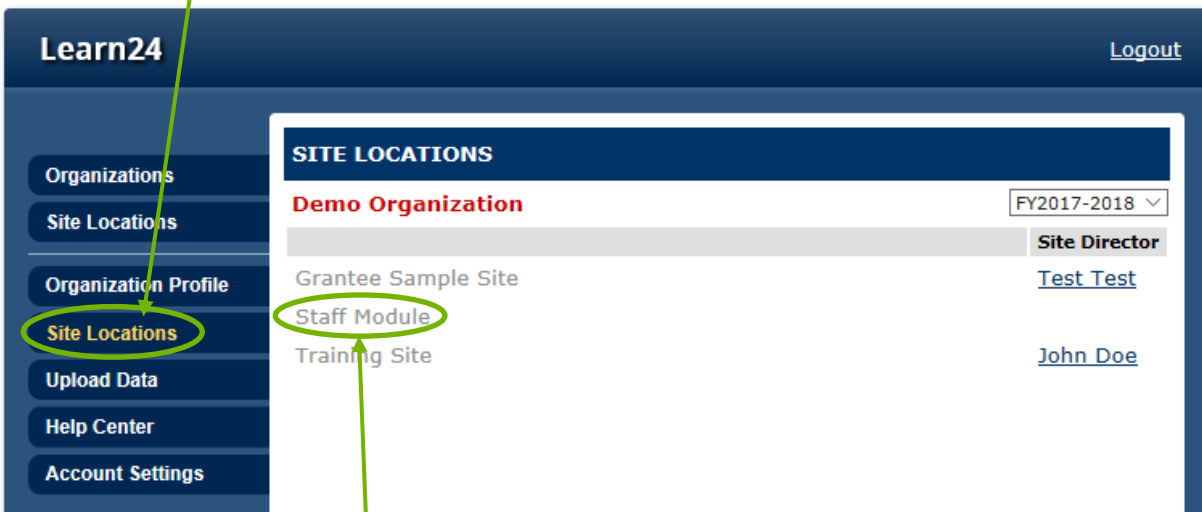 Learn24
Logout
Organizations
Site Locations
Organization Profile
Site Locations
Upload Data
Help Center
Account Settings
SITE LOCATIONS
Demo Organization
FY2017-2018
Site Director
Grantee Sample Site
Test Test
Staff Module
Training Site
John Doe